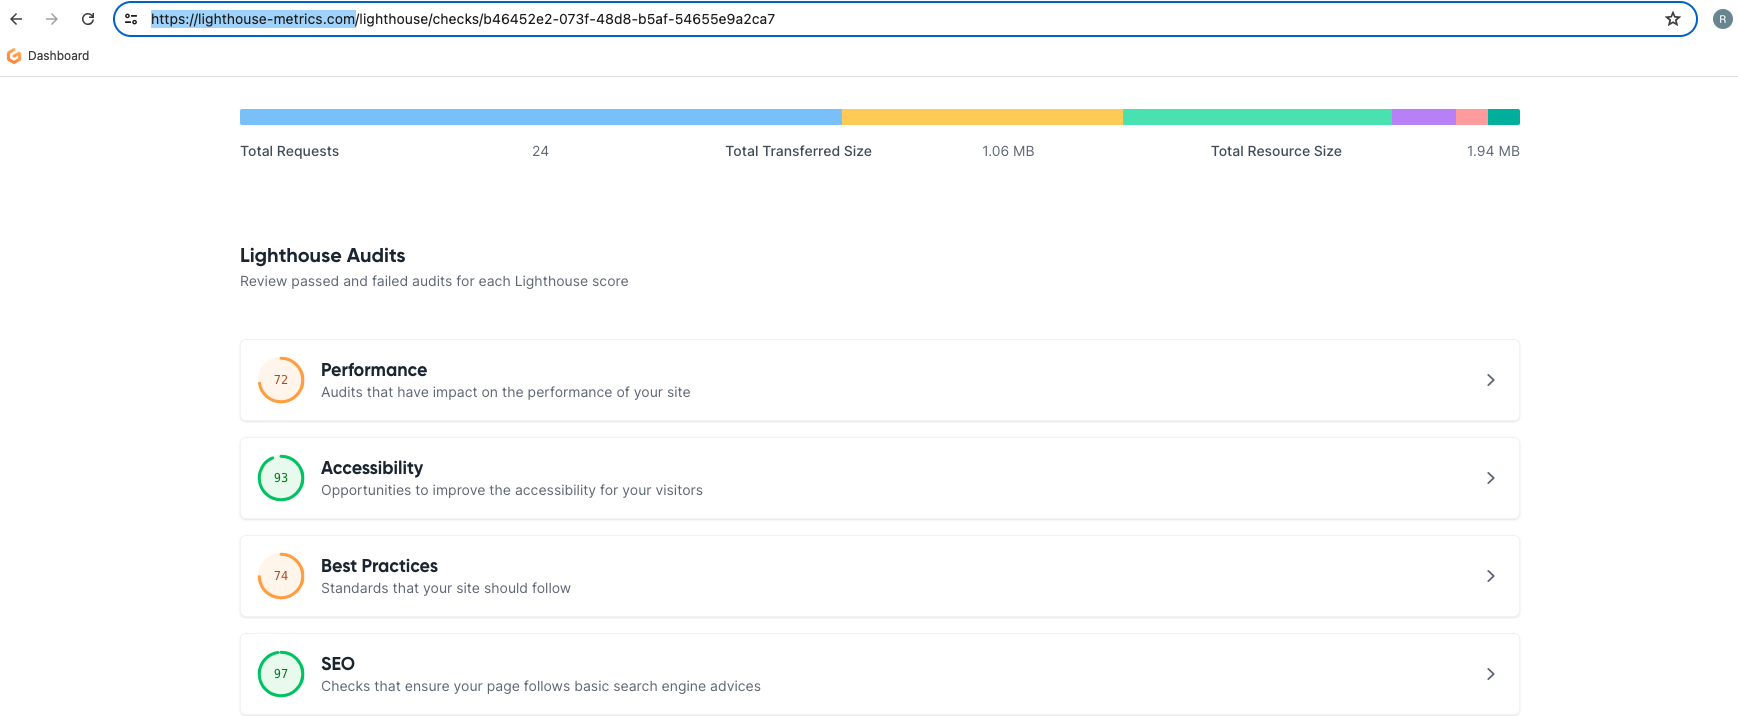 https://lighthouse-metrics.com/lighthouse/checks/b46452e2-073f-48d8-b5af-54655e9a2ca7
R
Dashboard
Total Requests 24 Total Transferred Size 1.06 MB Total Resource Size 1.94 MB
Lighthouse Audits
Review passed and failed audits for each Lighthouse score
72 Performance
Audits that have impact on the performance of your site
93 Accessibility
Opportunities to improve the accessibility for your visitors
74 Best Practices
Standards that your site should follow
97 SEO
Checks that ensure your page follows basic search engine advices